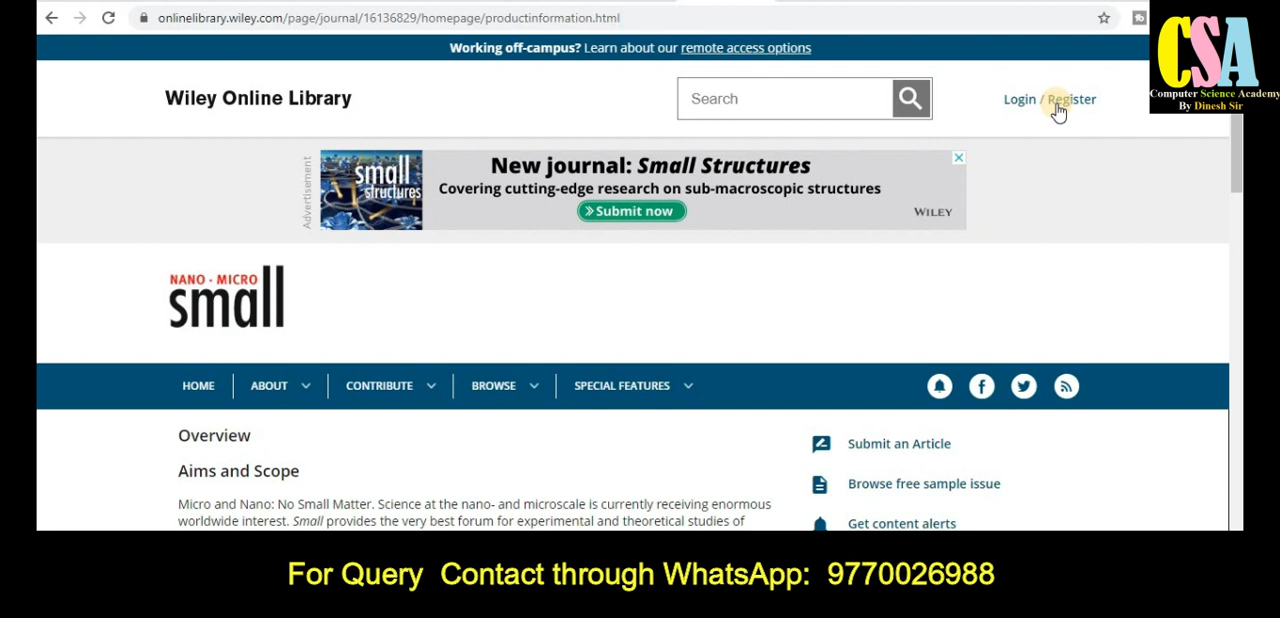 onlinelibrary.wiley.com/page/journal/16136829/homepage/productinformation.html
CSA
Computer Science Academy
By Dinesh Sir
Working off-campus? Learn about our remote access options
Wiley Online Library
Search
Login / Register
Advertisement
small
structures
New journal: Small Structures
Covering cutting-edge research on sub-macroscopic structures
Submit now
WILEY
NANO - MICRO
small
HOME
ABOUT
CONTRIBUTE
BROWSE
SPECIAL FEATURES
Overview
Aims and Scope
Micro and Nano: No Small Matter. Science at the nano- and microscale is currently receiving enormous
worldwide interest. Small provides the very best forum for experimental and theoretical studies of
Submit an Article
Browse free sample issue
Get content alerts
For Query Contact through WhatsApp: 9770026988